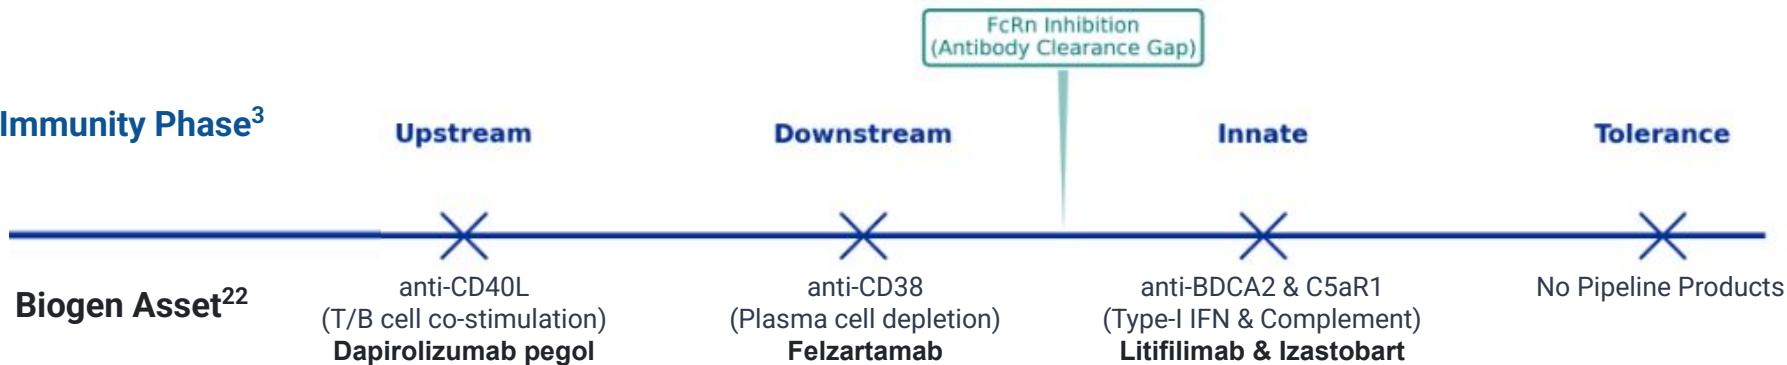 FcRn Inhibition
(Antibody Clearance Gap)
Immunity Phase³
Upstream
Downstream
Innate
Tolerance
Biogen Asset²²
anti-CD40L
(T/B cell co-stimulation)
Dapirolizumab pegol
anti-CD38
(Plasma cell depletion)
Felzartamab
anti-BDCA2 & C5aR1
(Type-I IFN & Complement)
Litifilimab & Izastobart
No Pipeline Products